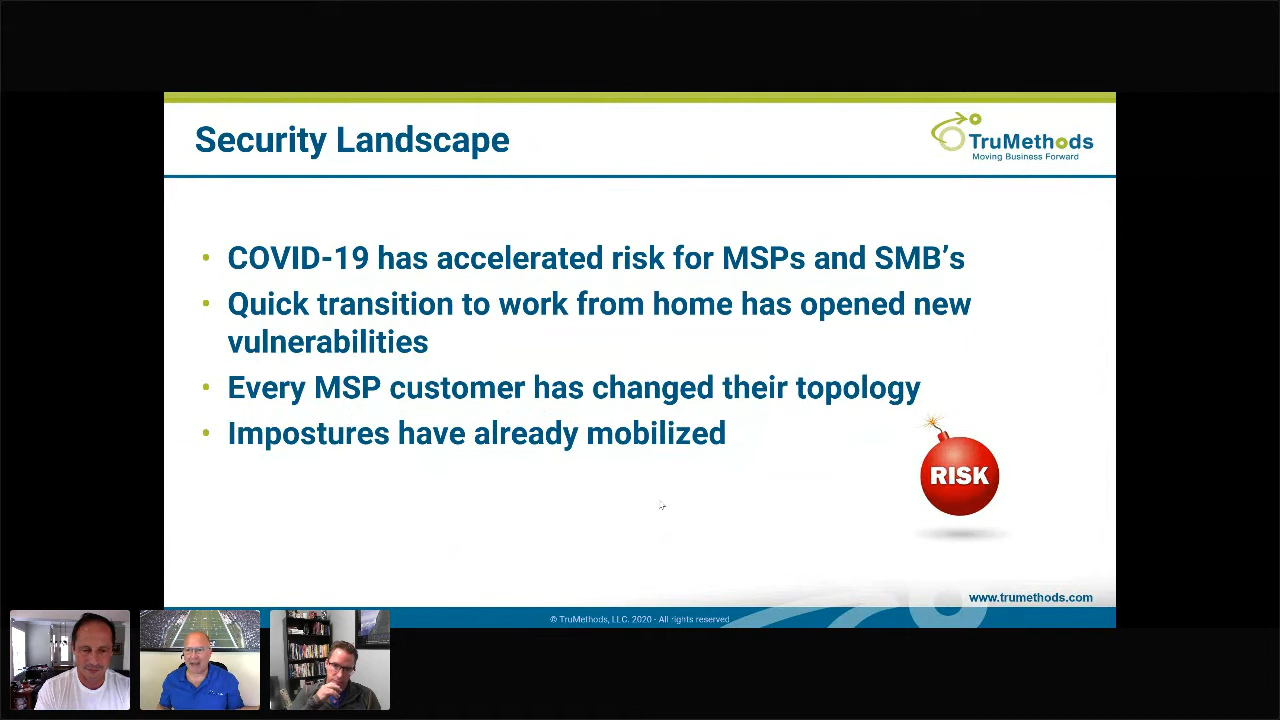 Security Landscape
TruMethods
Moving Business Forward
• COVID-19 has accelerated risk for MSPs and SMB’s
• Quick transition to work from home has opened new
vulnerabilities
• Every MSP customer has changed their topology
• Impostures have already mobilized
RISK
www.trumethods.com
© TruMethods, LLC. 2020 - All rights reserved